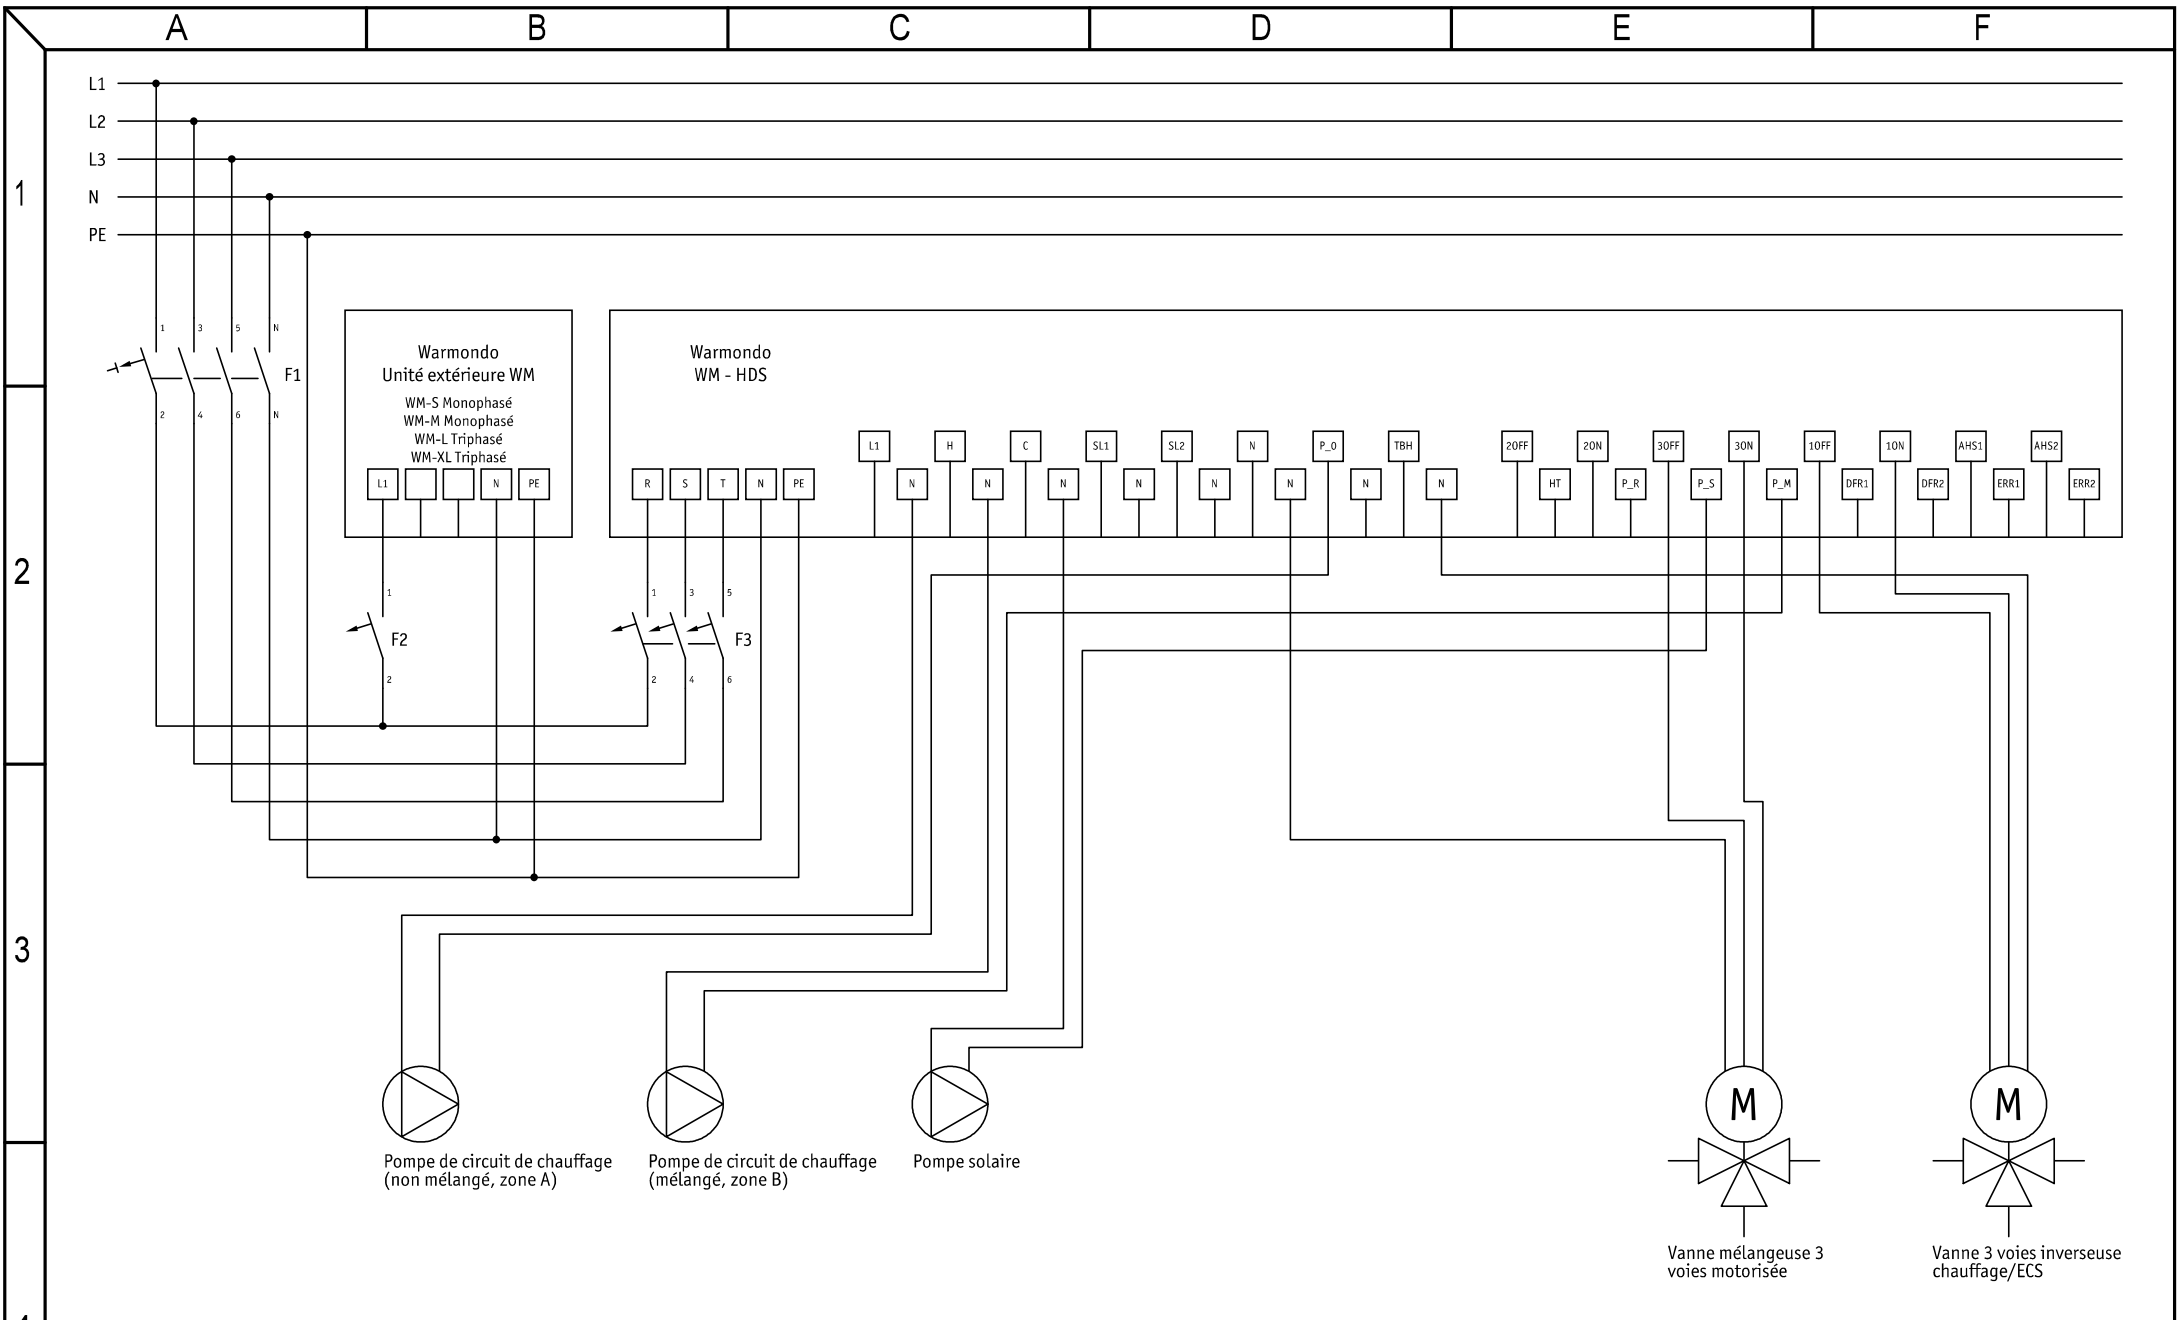 A B C D E F
L1
L2
L3
N
PE
1
1 3 5 N
F1
2 4 6 N
Warmondo
Unité extérieure WM
WM-S Monophasé
WM-M Monophasé
WM-L Triphasé
WM-XL Triphasé
L1 N PE
Warmondo
WM - HDS
L1 H C SL1 SL2 N P_0 TBH 2OFF 2ON 3OFF 3ON 1OFF 1ON AHS1 AHS2
R S T N PE N N N N N N N N HT P_R P_S P_M DFR1 DFR2 ERR1 ERR2
2
1
F2
2
1 3 5
F3
2 4 6
3
Pompe de circuit de chauffage
(non mélangé, zone A)
Pompe de circuit de chauffage
(mélangé, zone B)
Pompe solaire
M
Vanne mélangeuse 3
voies motorisée
M
Vanne 3 voies inverseuse
chauffage/ECS